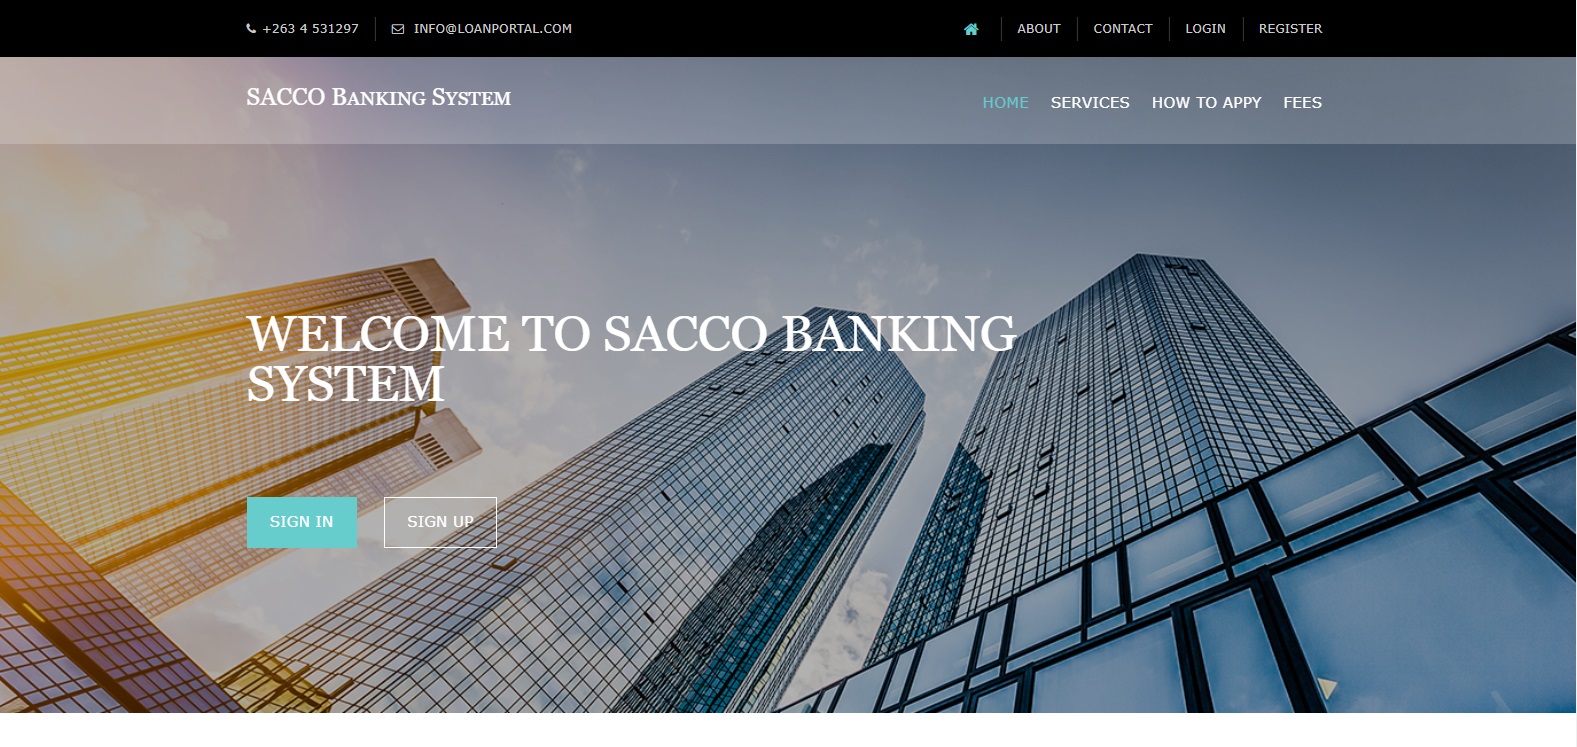 +263 4 531297
INFO@LOANPORTAL.COM
ABOUT
CONTACT
LOGIN
REGISTER
SACCO BANKING SYSTEM
HOME
SERVICES
HOW TO APPY
FEES
WELCOME TO SACCO BANKING
SYSTEM
SIGN IN
SIGN UP